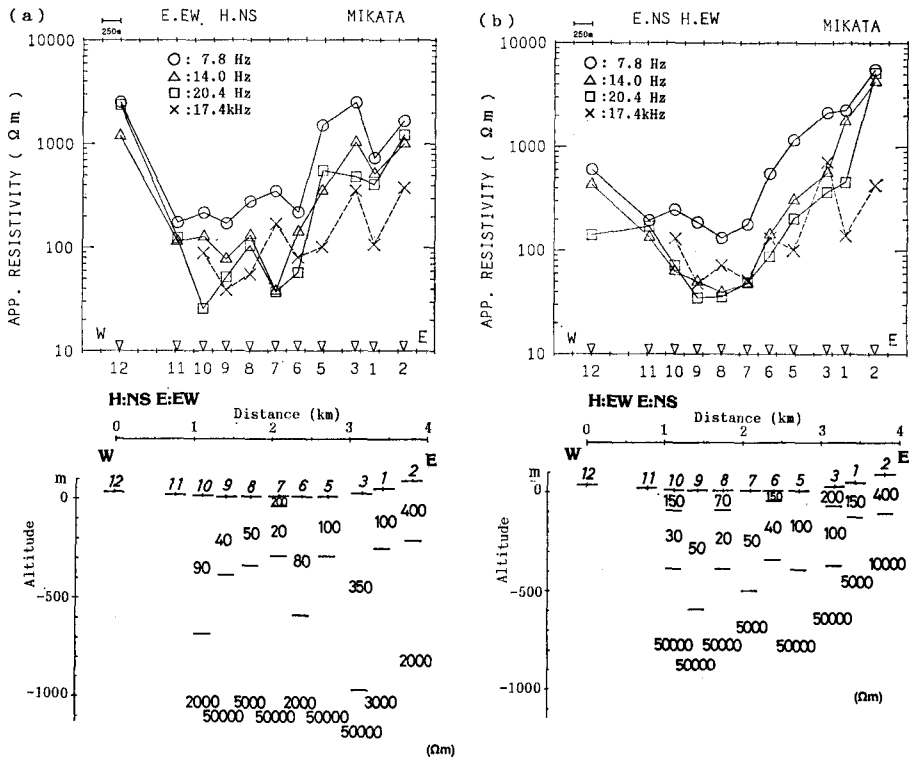 (a) E.EW H.NS MIKATA
250m
APP. RESISTIVITY ( Ωm )
10000
1000
100
10
○: 7.8 Hz
△: 14.0 Hz
□: 20.4 Hz
×: 17.4kHz
W E
12 11 10 9 8 7 6 5 3 1 2
(b) E.NS H.EW MIKATA
250m
APP. RESISTIVITY ( Ωm )
10000
1000
100
10
○: 7.8 Hz
△: 14.0 Hz
□: 20.4 Hz
×: 17.4kHz
W E
12 11 10 9 8 7 6 5 3 1 2
H:NS E:EW
Distance (km)
0 1 2 3 4
W E
m
0
-500
-1000
Altitude
12 11 10 9 8 7 6 5 3 1 2
200
40 50 20 100 100 400
90 80
350
2000
2000 5000 2000 3000
50000 50000 50000
50000
(Ωm)
H:EW E:NS
Distance (km)
0 1 2 3 4
W E
m
0
-500
-1000
Altitude
12 11 10 9 8 7 6 5 3 1 2
150 70 150 200 150 400
30 50 20 50 40 100 100
5000 10000
5000 50000
50000 50000 50000
50000
(Ωm)